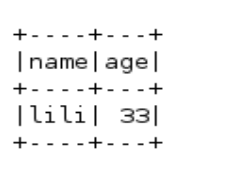 +----+---+
|name|age|
+----+---+
|lili| 33|
+----+---+